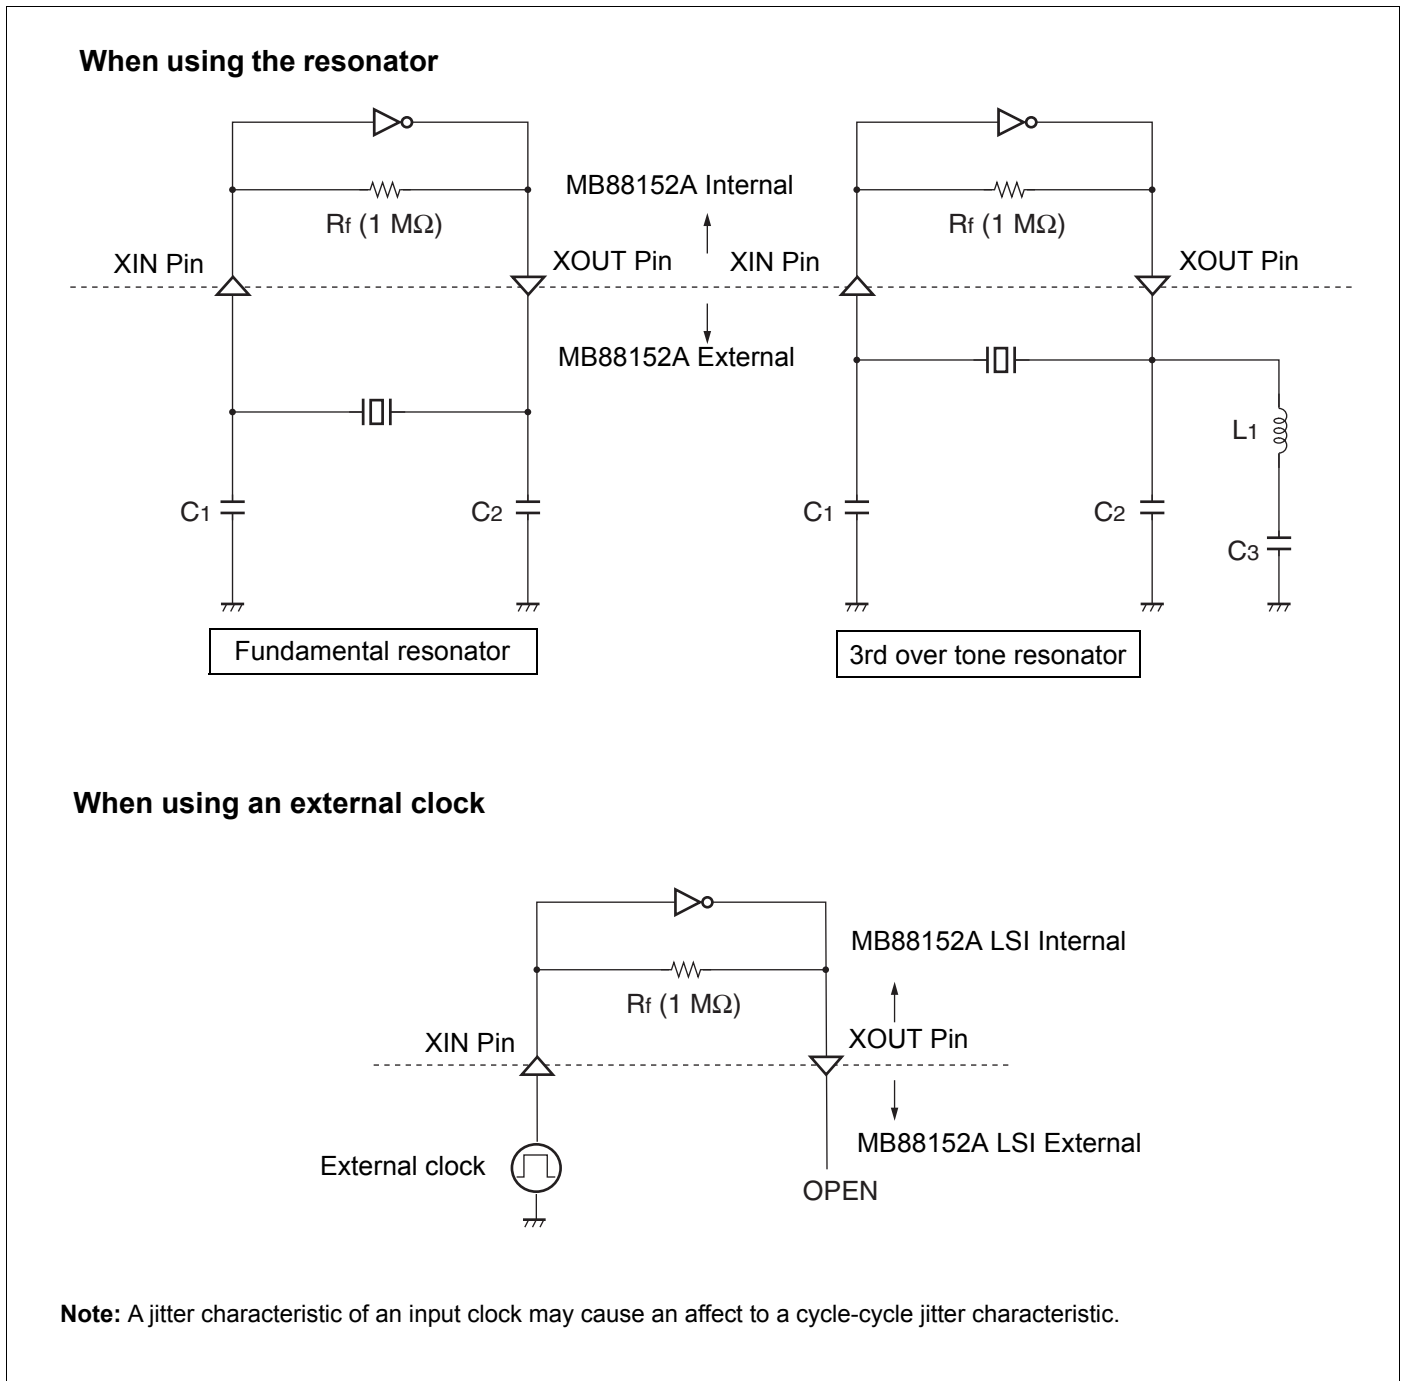 When using the resonator
MB88152A Internal
Rf (1 MΩ)
Rf (1 MΩ)
XIN Pin
XOUT Pin
XIN Pin
XOUT Pin
MB88152A External
L1
C1
C2
C1
C2
C3
Fundamental resonator
3rd over tone resonator
When using an external clock
MB88152A LSI Internal
Rf (1 MΩ)
XIN Pin
XOUT Pin
MB88152A LSI External
External clock
OPEN
Note: A jitter characteristic of an input clock may cause an affect to a cycle-cycle jitter characteristic.